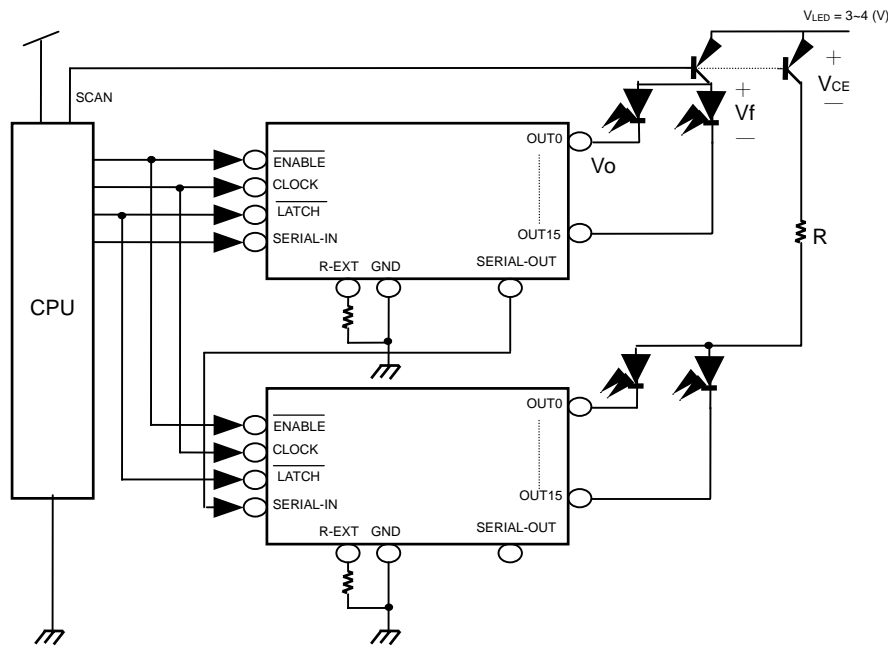 V LED = 3~4 (V)
SCAN
+
VCE
—
+
Vf
—
OUT0
Vo
ENABLE
CLOCK
LATCH
SERIAL-IN
OUT15
R-EXT
GND
SERIAL-OUT
R
CPU
OUT0
ENABLE
CLOCK
LATCH
SERIAL-IN
OUT15
R-EXT
GND
SERIAL-OUT